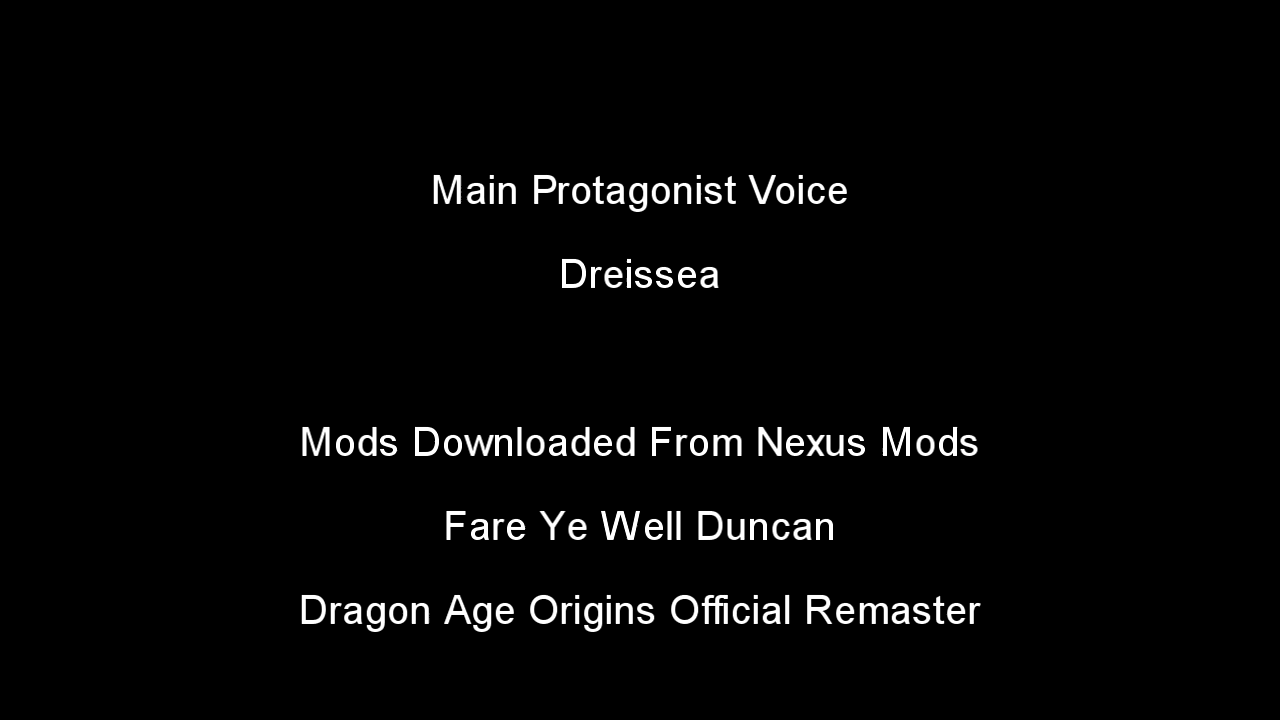 Main Protagonist Voice
Dreissea
Mods Downloaded From Nexus Mods
Fare Ye Well Duncan
Dragon Age Origins Official Remaster